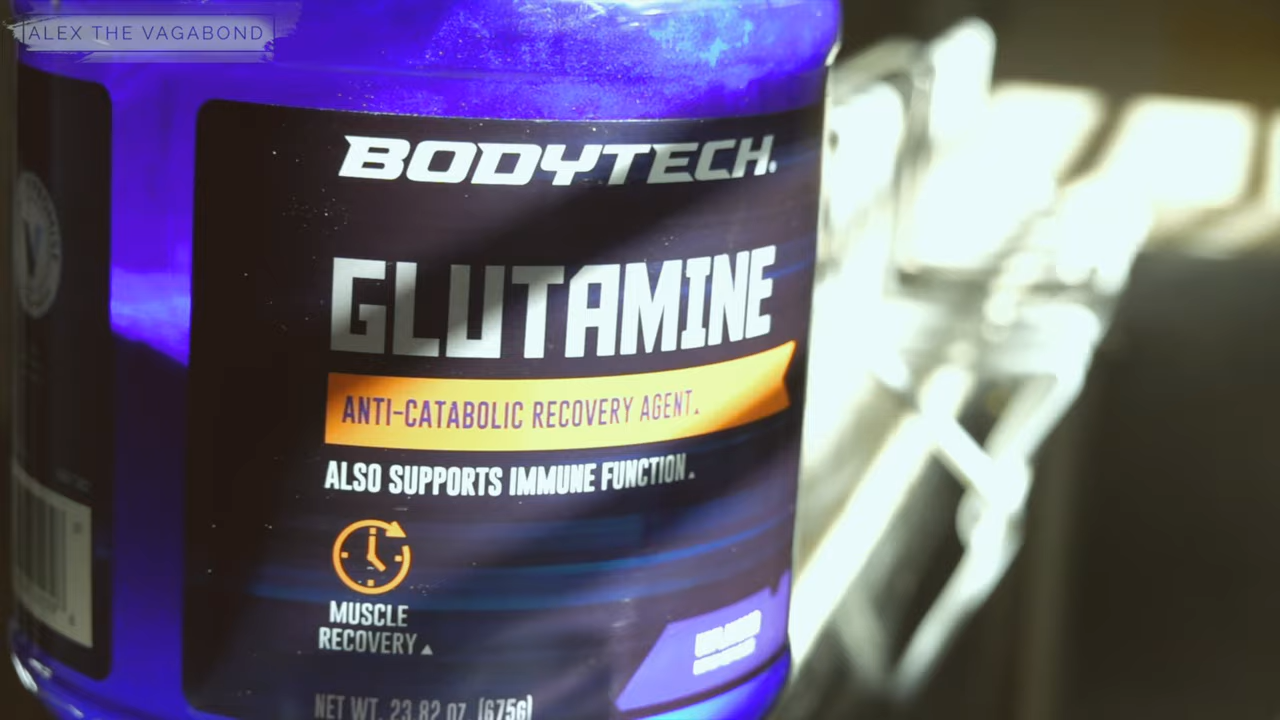 ALEX THE VAGABOND
BODYTECH®
GLUTAMINE
ANTI-CATABOLIC RECOVERY AGENT▲
ALSO SUPPORTS IMMUNE FUNCTION▲
MUSCLE
RECOVERY▲
NET WT. 23.82 oz. (675g)